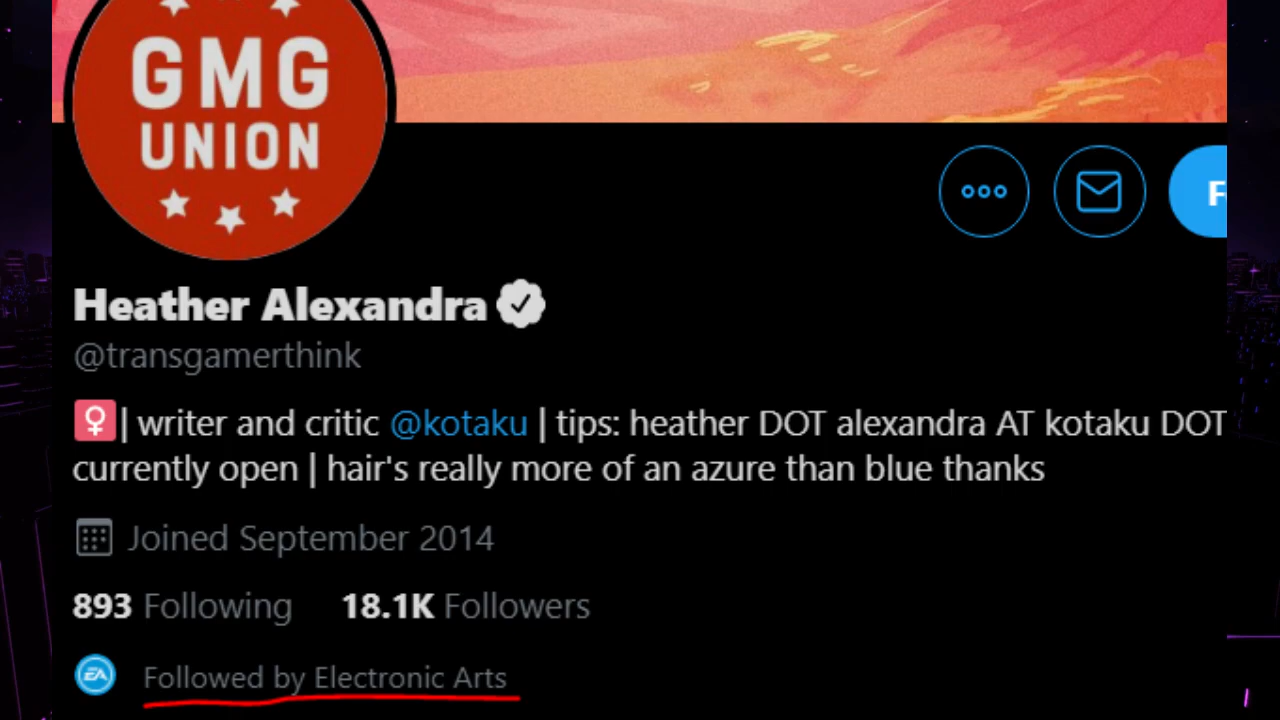 GMG
UNION
F
Heather Alexandra
@transgamerthink
| writer and critic @kotaku | tips: heather DOT alexandra AT kotaku DOT
currently open | hair's really more of an azure than blue thanks
Joined September 2014
893 Following 18.1K Followers
EA Followed by Electronic Arts